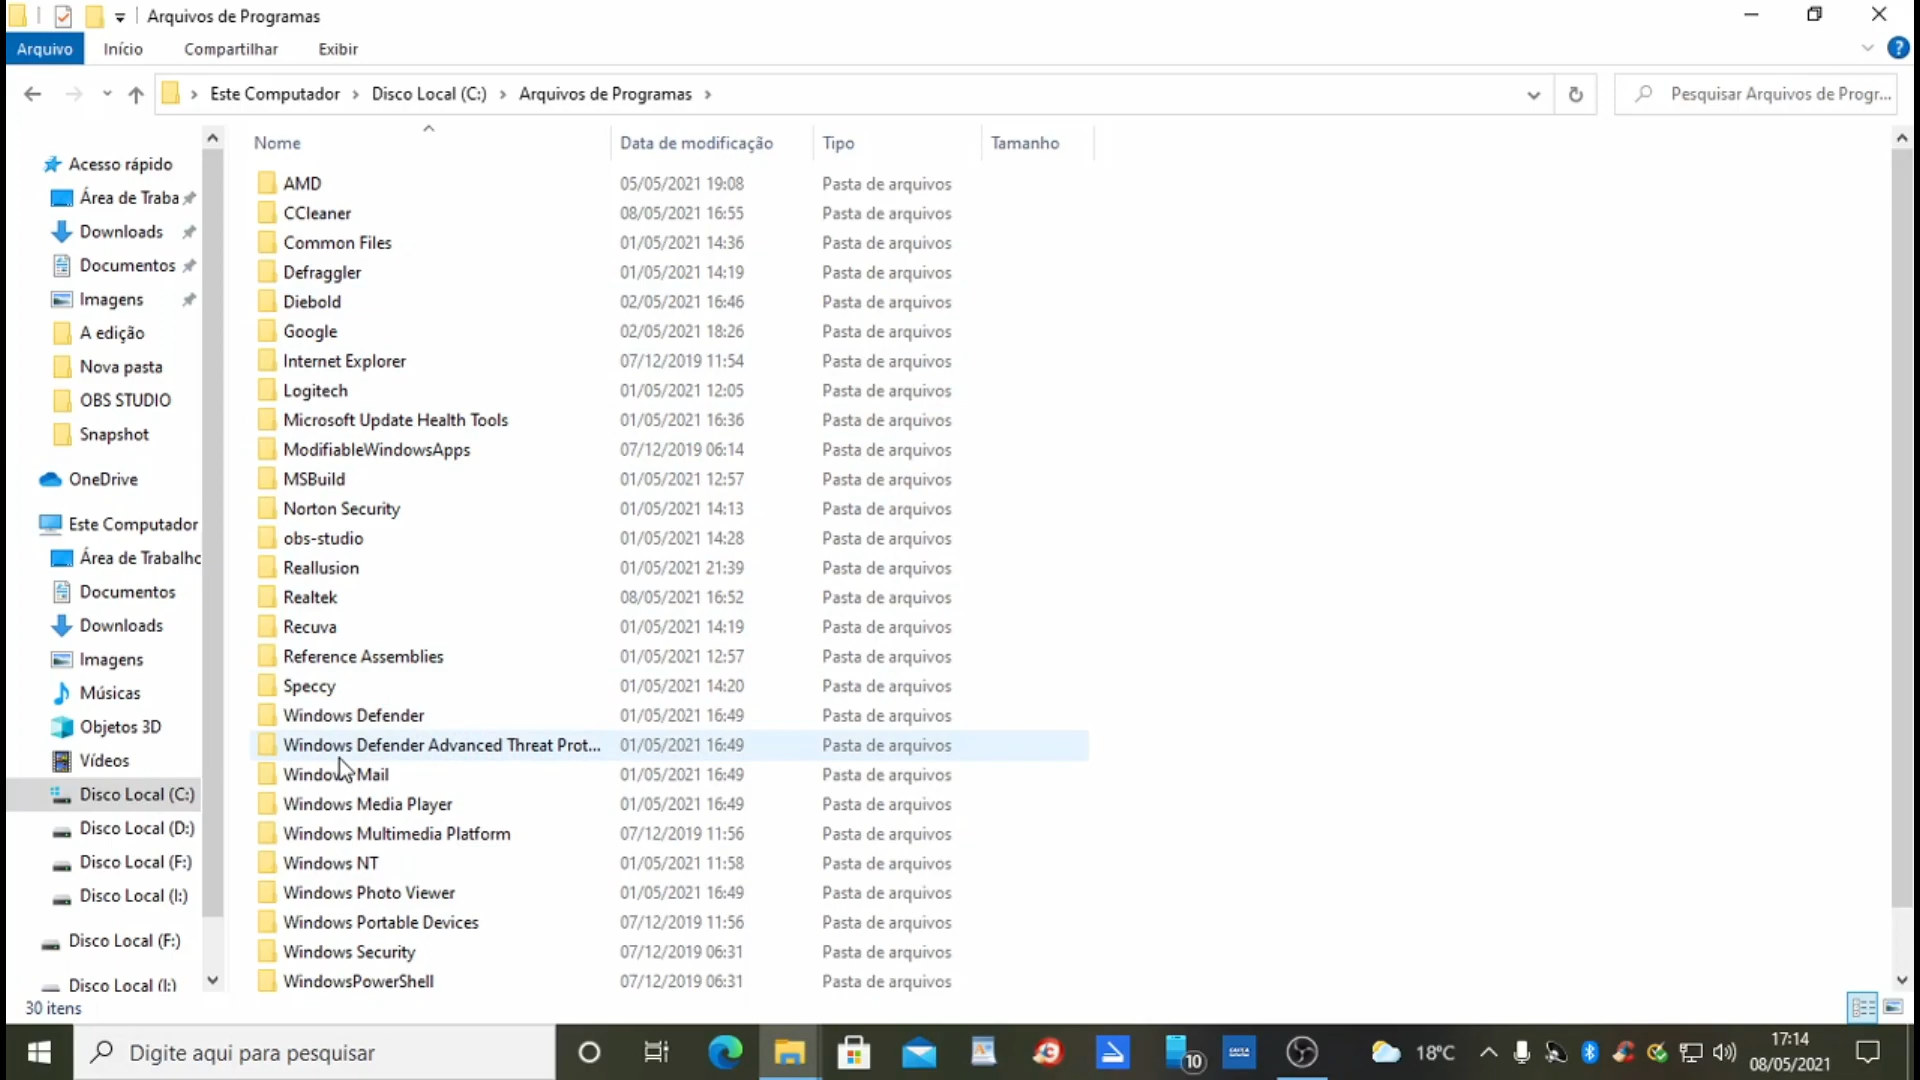 Arquivos de Programas
Arquivo Início Compartilhar Exibir
Este Computador Disco Local (C:) Arquivos de Programas
Pesquisar Arquivos de Progr...
Nome Data de modificação Tipo Tamanho
Acesso rápido
Área de Traba
Downloads
Documentos
Imagens
A edição
Nova pasta
OBS STUDIO
Snapshot
OneDrive
Este Computador
Área de Trabalho
Documentos
Downloads
Imagens
Músicas
Objetos 3D
Vídeos
Disco Local (C:)
Disco Local (D:)
Disco Local (F:)
Disco Local (I:)
Disco Local (F:)
Disco Local (I:)
AMD 05/05/2021 19:08 Pasta de arquivos
CCleaner 08/05/2021 16:55 Pasta de arquivos
Common Files 01/05/2021 14:36 Pasta de arquivos
Defraggler 01/05/2021 14:19 Pasta de arquivos
Diebold 02/05/2021 16:46 Pasta de arquivos
Google 02/05/2021 18:26 Pasta de arquivos
Internet Explorer 07/12/2019 11:54 Pasta de arquivos
Logitech 01/05/2021 12:05 Pasta de arquivos
Microsoft Update Health Tools 01/05/2021 16:36 Pasta de arquivos
ModifiableWindowsApps 07/12/2019 06:14 Pasta de arquivos
MSBuild 01/05/2021 12:57 Pasta de arquivos
Norton Security 01/05/2021 14:13 Pasta de arquivos
obs-studio 01/05/2021 14:28 Pasta de arquivos
Reallusion 01/05/2021 21:39 Pasta de arquivos
Realtek 08/05/2021 16:52 Pasta de arquivos
Recuva 01/05/2021 14:19 Pasta de arquivos
Reference Assemblies 01/05/2021 12:57 Pasta de arquivos
Speccy 01/05/2021 14:20 Pasta de arquivos
Windows Defender 01/05/2021 16:49 Pasta de arquivos
Windows Defender Advanced Threat Prot... 01/05/2021 16:49 Pasta de arquivos
Windows Mail 01/05/2021 16:49 Pasta de arquivos
Windows Media Player 01/05/2021 16:49 Pasta de arquivos
Windows Multimedia Platform 07/12/2019 11:56 Pasta de arquivos
Windows NT 01/05/2021 11:58 Pasta de arquivos
Windows Photo Viewer 01/05/2021 16:49 Pasta de arquivos
Windows Portable Devices 07/12/2019 11:56 Pasta de arquivos
Windows Security 07/12/2019 06:31 Pasta de arquivos
WindowsPowerShell 07/12/2019 06:31 Pasta de arquivos
30 itens
Digite aqui para pesquisar
10
CAIXA
18°C
17:14
08/05/2021